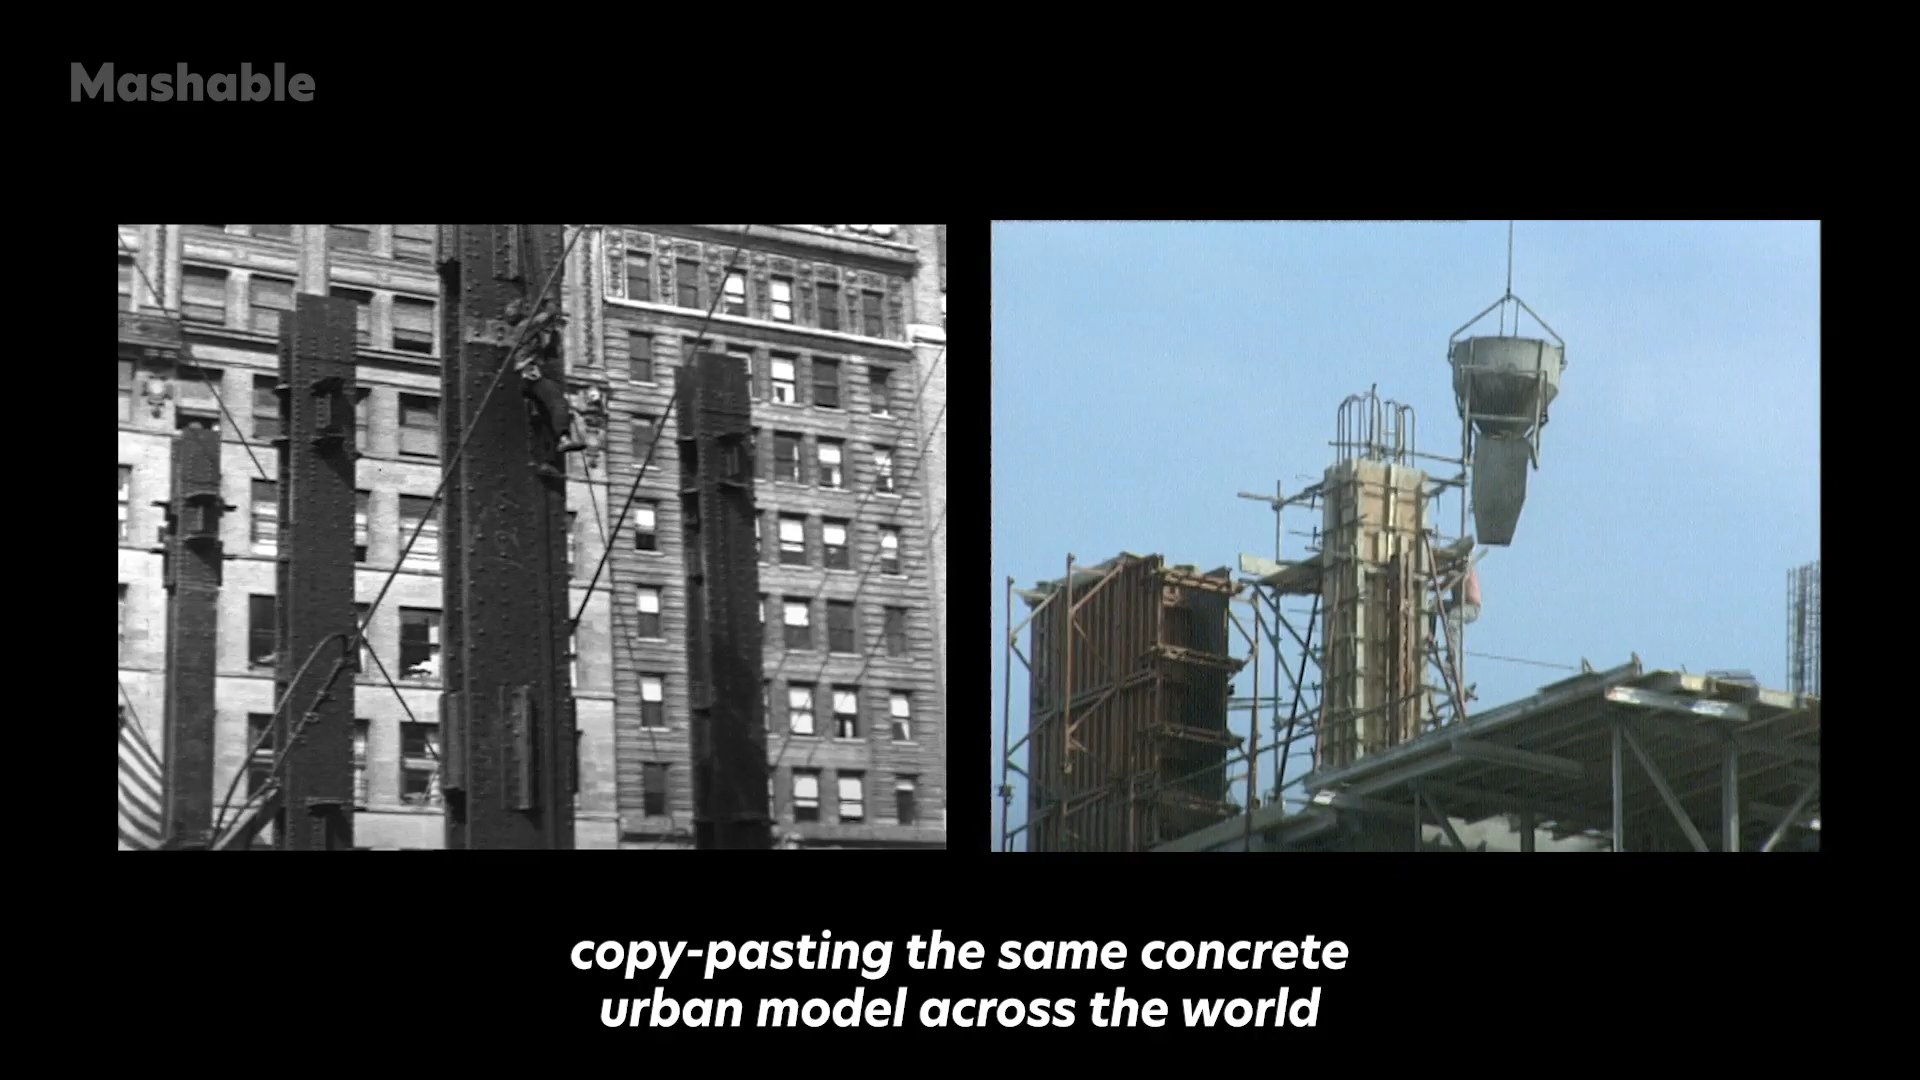 Mashable
copy-pasting the same concrete
urban model across the world